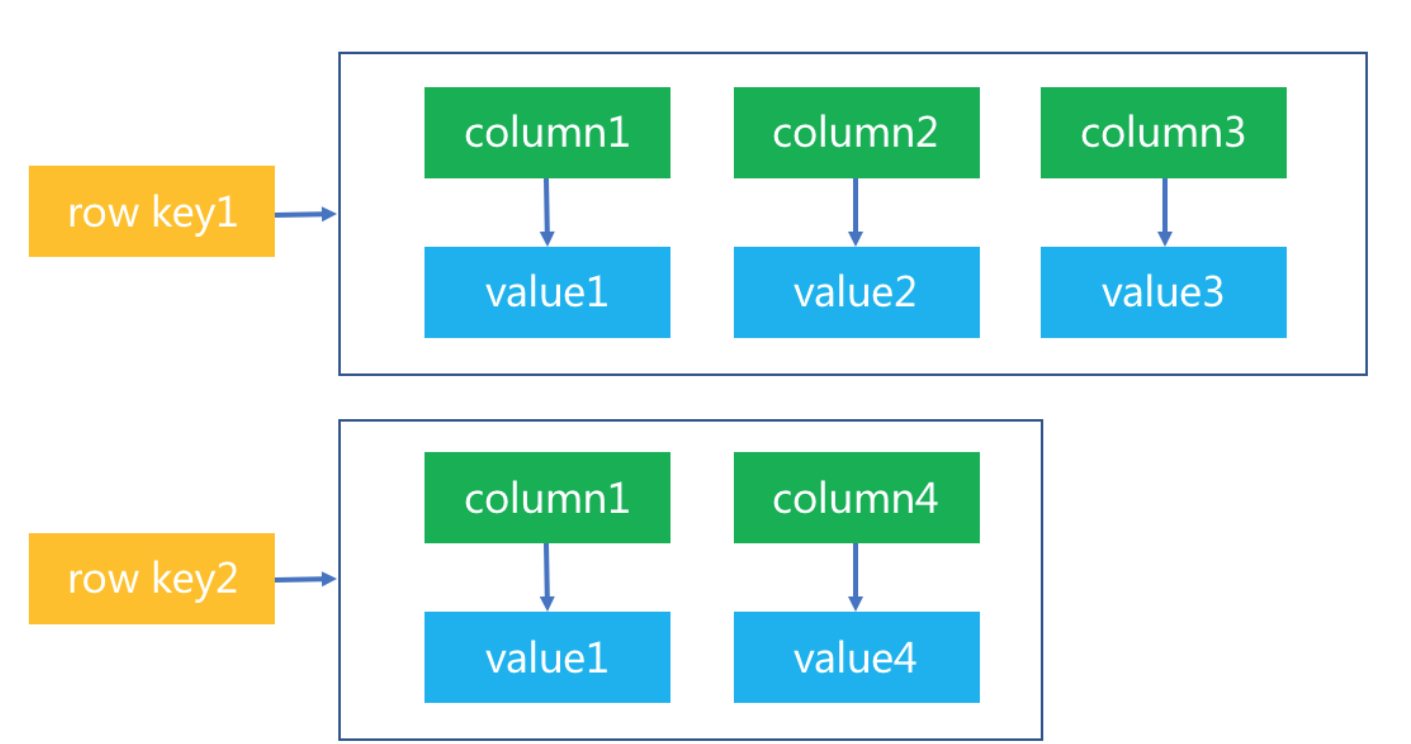 column1 column2 column3
row key1
value1 value2 value3
column1 column4
row key2
value1 value4